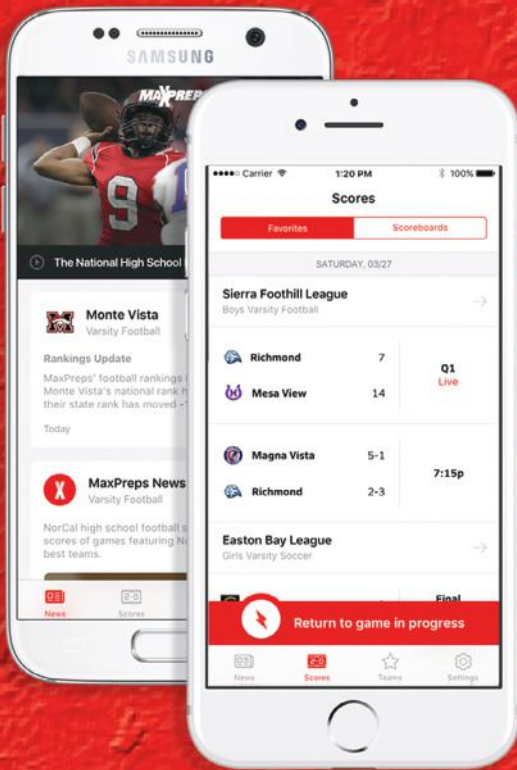 SAMSUNG
MAXPREP
9
The National High School
Monte Vista
Varsity Football
Rankings Update
MaxPreps' football rankings
Monte Vista's national rank h
their state rank has moved
Today
MaxPreps News
Varsity Football
NorCal high school football s
scores of games featuring
best teams.
News
Scores
Carrier
1:20 PM
100%
Scores
Favorites
Scoreboards
SATURDAY, 03/27
Sierra Foothill League
Boys Varsity Football
Richmond 7
Mesa View 14
Q1
Live
Magna Vista 5-1
Richmond 2-3
7:15p
Easton Bay League
Girls Varsity Soccer
Final
Return to game in progress
News
2-0
Scores
Teams
Settings